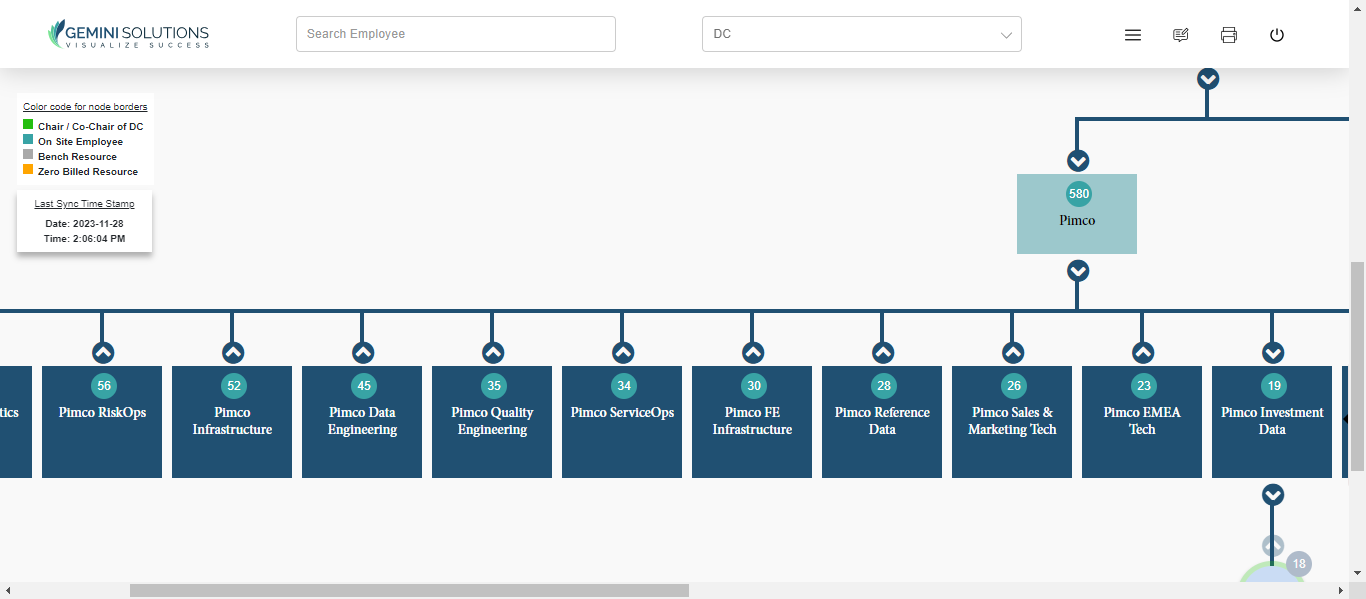 GEMINI SOLUTIONS
VISUALIZE SUCCESS
Search Employee
DC
Color code for node borders
Chair / Co-Chair of DC
On Site Employee
Bench Resource
Zero Billed Resource
Last Sync Time Stamp
Date: 2023-11-28
Time: 2:06:04 PM
580
Pimco
tics
56
Pimco RiskOps
52
Pimco
Infrastructure
45
Pimco Data
Engineering
35
Pimco Quality
Engineering
34
Pimco ServiceOps
30
Pimco FE
Infrastructure
28
Pimco Reference
Data
26
Pimco Sales &
Marketing Tech
23
Pimco EMEA
Tech
19
Pimco Investment
Data
18